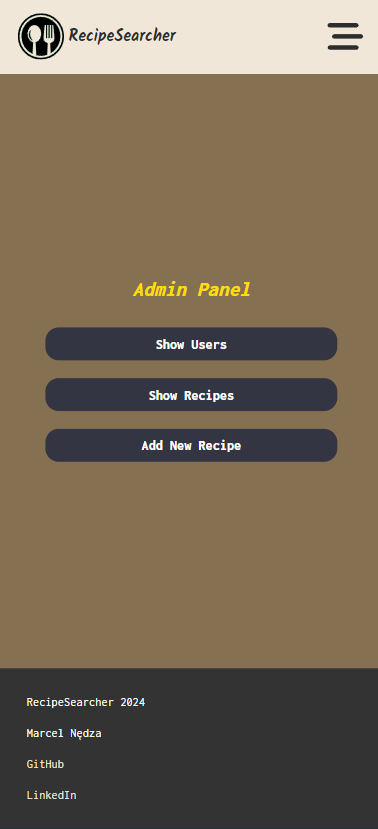 RecipeSearcher
Admin Panel
Show Users
Show Recipes
Add New Recipe
RecipeSearcher 2024
Marcel Nędza
GitHub
LinkedIn